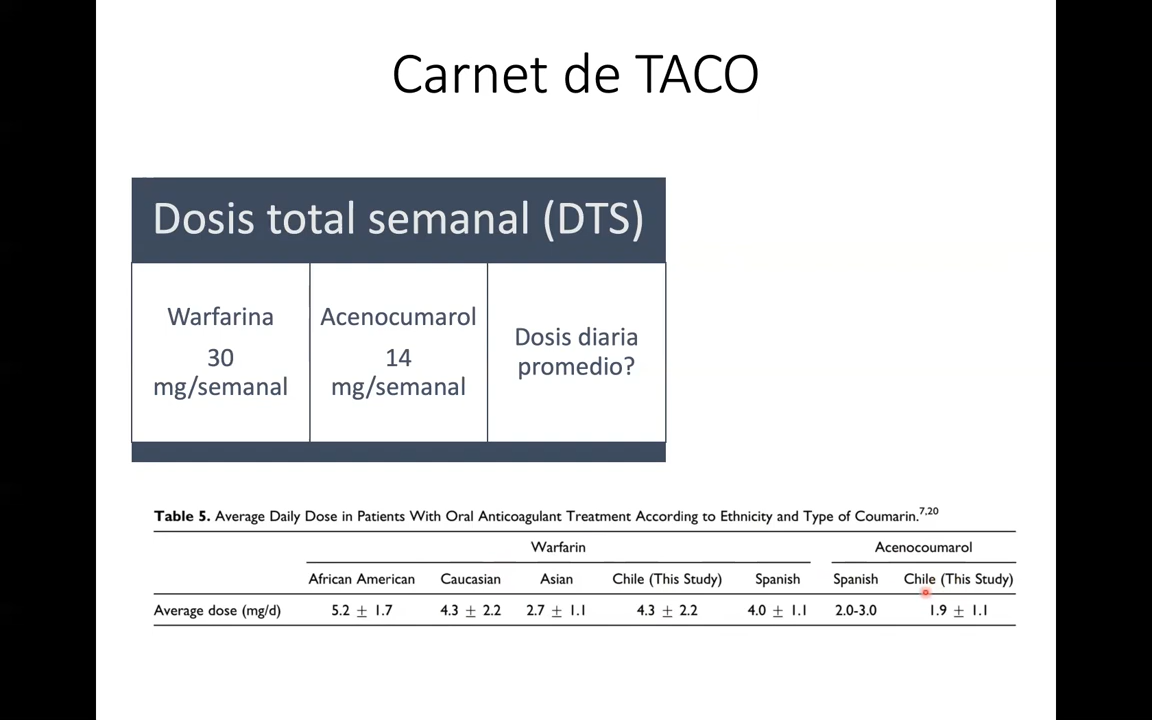 Carnet de TACO
Dosis total semanal (DTS)
Warfarina
30
mg/semanal
Acenocumarol
14
mg/semanal
Dosis diaria
promedio?
Table 5. Average Daily Dose in Patients With Oral Anticoagulant Treatment According to Ethnicity and Type of Coumarin.7,20
Warfarin Acenocoumarol
African American Caucasian Asian Chile (This Study) Spanish Spanish Chile (This Study)
Average dose (mg/d) 5.2 ± 1.7 4.3 ± 2.2 2.7 ± 1.1 4.3 ± 2.2 4.0 ± 1.1 2.0-3.0 1.9 ± 1.1